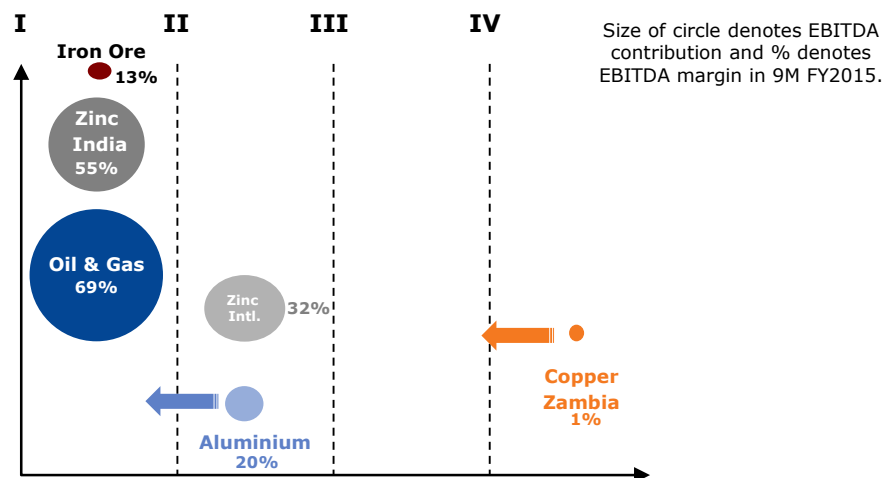 I II III IV
Size of circle denotes EBITDA
contribution and % denotes
EBITDA margin in 9M FY2015.
Iron Ore
13%
Zinc
India
55%
Oil & Gas
69%
Zinc
Intl.
32%
Aluminium
20%
Copper
Zambia
1%